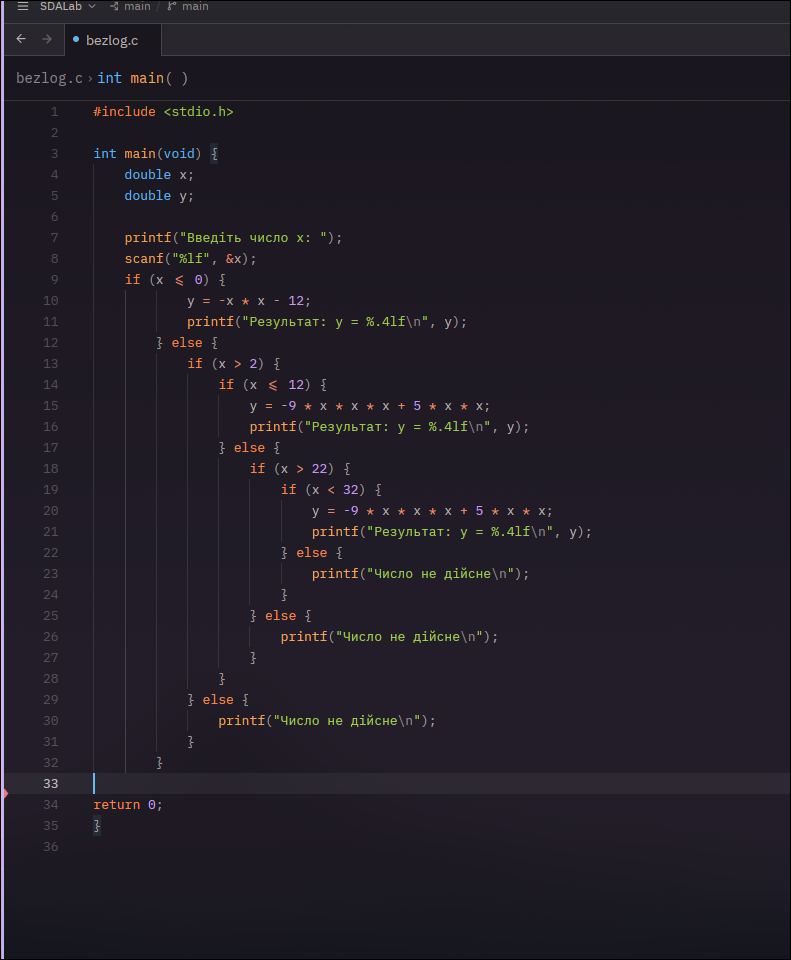 SDALab main / main
bezlog.c
bezlog.c › int main( )
1 #include <stdio.h>
2
3 int main(void) {
4     double x;
5     double y;
6
7     printf("Введіть число x: ");
8     scanf("%lf", &x);
9     if (x ⩽ 0) {
10             y = -x * x - 12;
11             printf("Результат: y = %.4lf\n", y);
12         } else {
13             if (x > 2) {
14                 if (x ⩽ 12) {
15                     y = -9 * x * x * x + 5 * x * x;
16                     printf("Результат: y = %.4lf\n", y);
17                 } else {
18                     if (x > 22) {
19                         if (x < 32) {
20                             y = -9 * x * x * x + 5 * x * x;
21                             printf("Результат: y = %.4lf\n", y);
22                         } else {
23                             printf("Число не дійсне\n");
24                         }
25                     } else {
26                         printf("Число не дійсне\n");
27                     }
28                 }
29             } else {
30                 printf("Число не дійсне\n");
31             }
32         }
33
34 return 0;
35 }
36